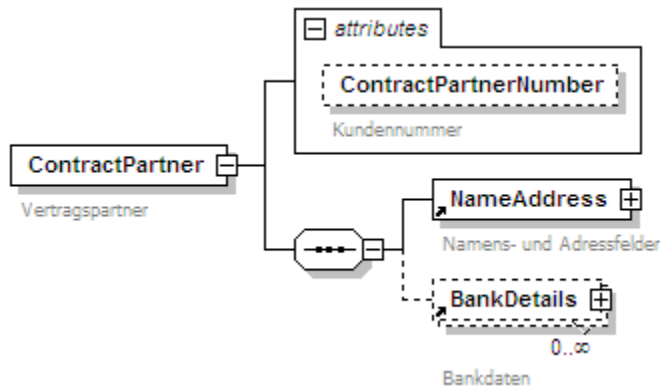 attributes
ContractPartnerNumber
Kundennummer
ContractPartner
Vertragspartner
NameAddress
Namens- und Adressfelder
BankDetails
0..∞
Bankdaten